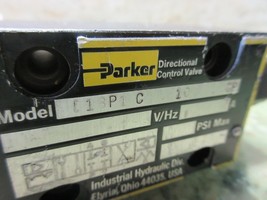 Parker
Directional
Control Valve
Model
V/Hz
PSI Max
Industrial Hydraulic Div.
Elyria, Ohio 44035, USA